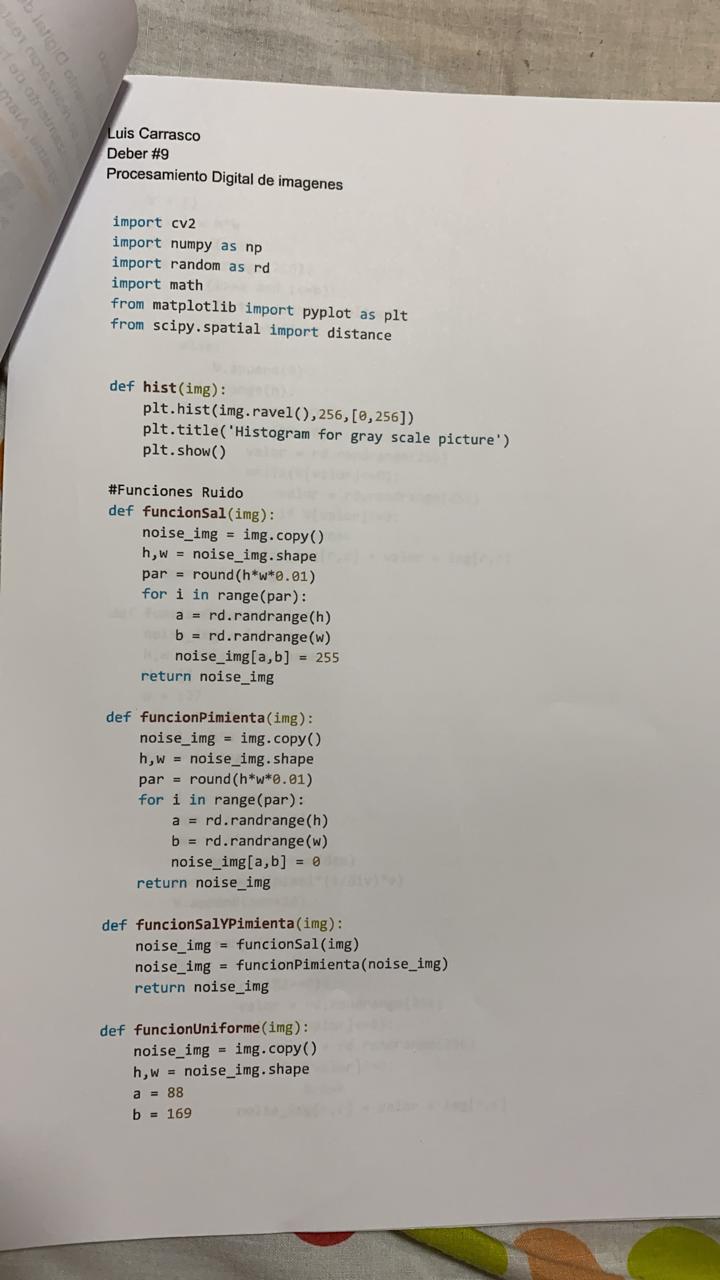 Luis Carrasco
Deber #9
Procesamiento Digital de imagenes
import cv2
import numpy as np
import random as rd
import math
from matplotlib import pyplot as plt
from scipy.spatial import distance
def hist(img):
    plt.hist(img.ravel(),256,[0,256])
    plt.title('Histogram for gray scale picture')
    plt.show()
#Funciones Ruido
def funcionSal(img):
    noise_img = img.copy()
    h,w = noise_img.shape
    par = round(h*w*0.01)
    for i in range(par):
        a = rd.randrange(h)
        b = rd.randrange(w)
        noise_img[a,b] = 255
    return noise_img
def funcionPimienta(img):
    noise_img = img.copy()
    h,w = noise_img.shape
    par = round(h*w*0.01)
    for i in range(par):
        a = rd.randrange(h)
        b = rd.randrange(w)
        noise_img[a,b] = 0
    return noise_img
def funcionSalYPimienta(img):
    noise_img = funcionSal(img)
    noise_img = funcionPimienta(noise_img)
    return noise_img
def funcionUniforme(img):
    noise_img = img.copy()
    h,w = noise_img.shape
    a = 88
    b = 169